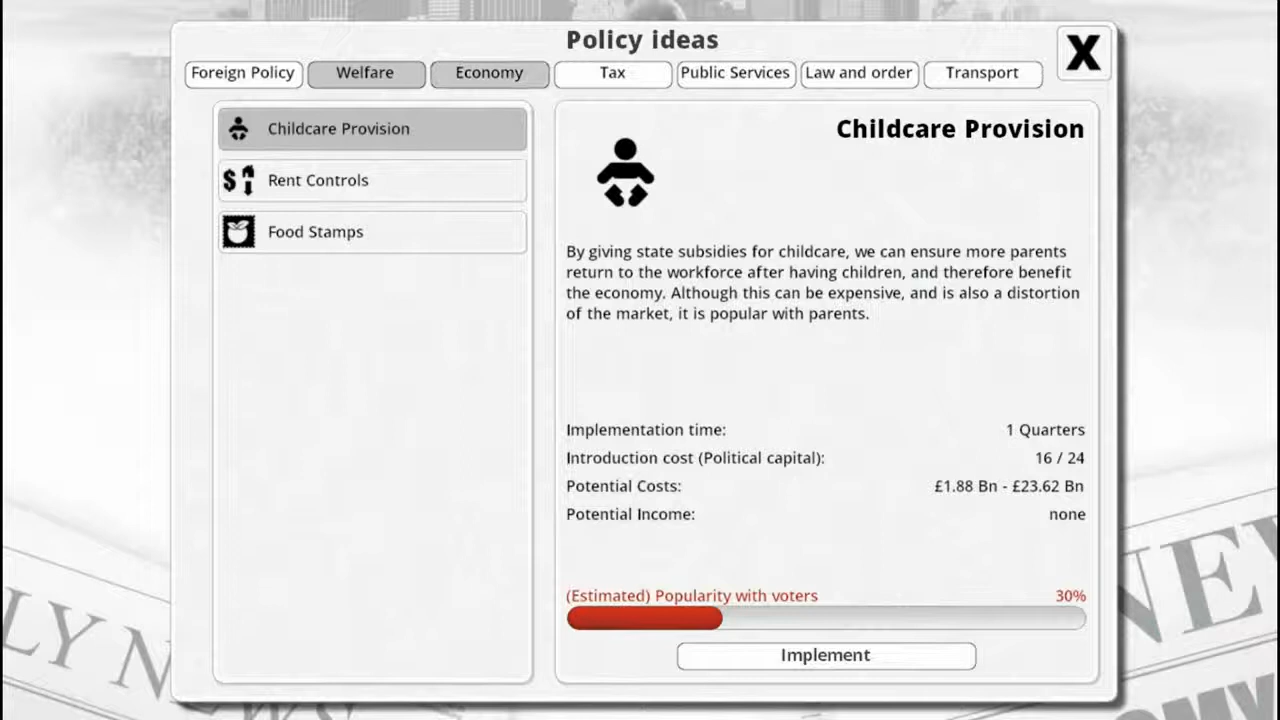 Policy ideas
X
Foreign Policy
Welfare
Economy
Tax
Public Services
Law and order
Transport
Childcare Provision
Rent Controls
Food Stamps
Childcare Provision
By giving state subsidies for childcare, we can ensure more parents
return to the workforce after having children, and therefore benefit
the economy. Although this can be expensive, and is also a distortion
of the market, it is popular with parents.
Implementation time: 1 Quarters
Introduction cost (Political capital): 16 / 24
Potential Costs: £1.88 Bn - £23.62 Bn
Potential Income: none
(Estimated) Popularity with voters 30%
Implement
LY NEWS
NEW
OMY